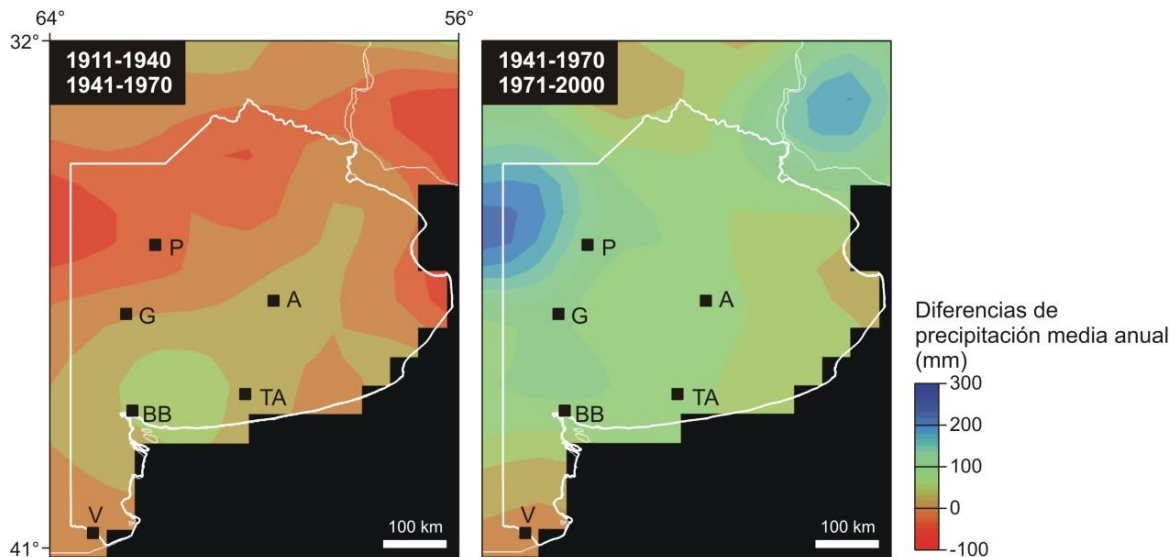 64°
56°
32°
1911-1940
1941-1970
P
G
A
BB
TA
V
100 km
41°
1941-1970
1971-2000
P
G
A
BB
TA
V
100 km
Diferencias de
precipitación media anual
(mm)
300
200
100
0
-100